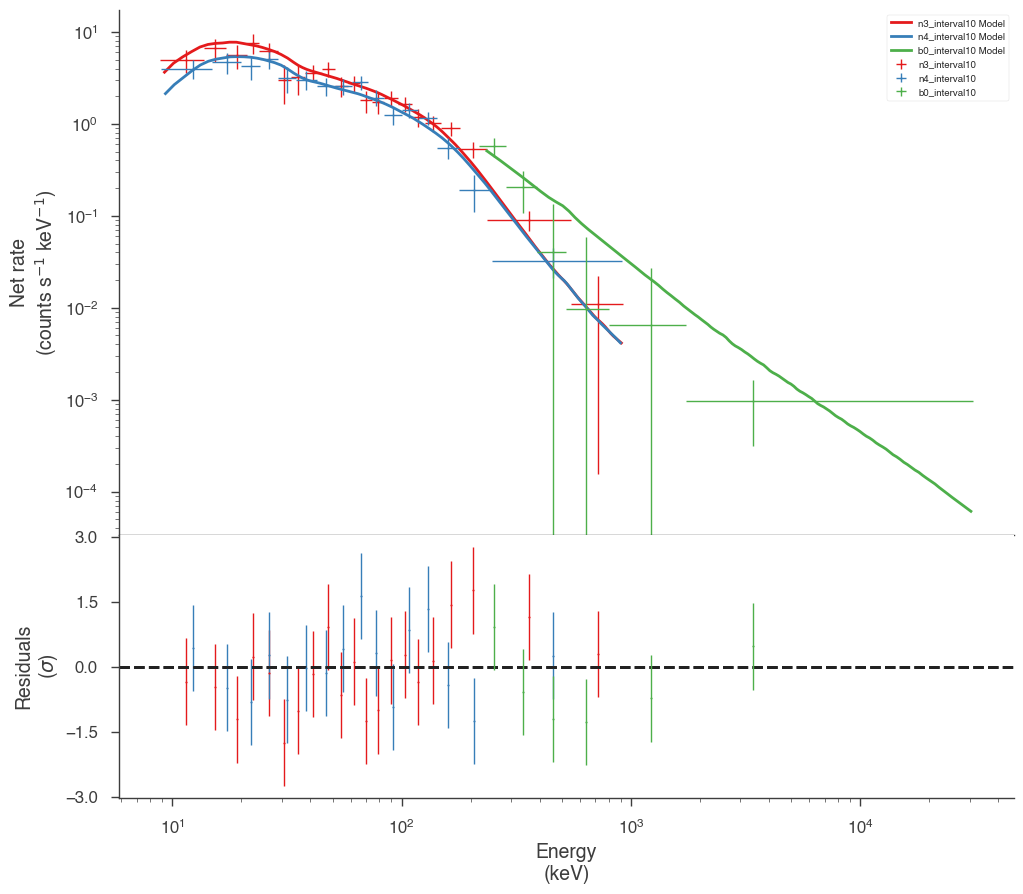 n3_interval10 Model
n4_interval10 Model
b0_interval10 Model
n3_interval10
n4_interval10
b0_interval10
Net rate
(counts s⁻¹ keV⁻¹)
10¹
10⁰
10⁻¹
10⁻²
10⁻³
10⁻⁴
Residuals
(σ)
3.0
1.5
0.0
−1.5
−3.0
10¹ 10² 10³ 10⁴
Energy
(keV)